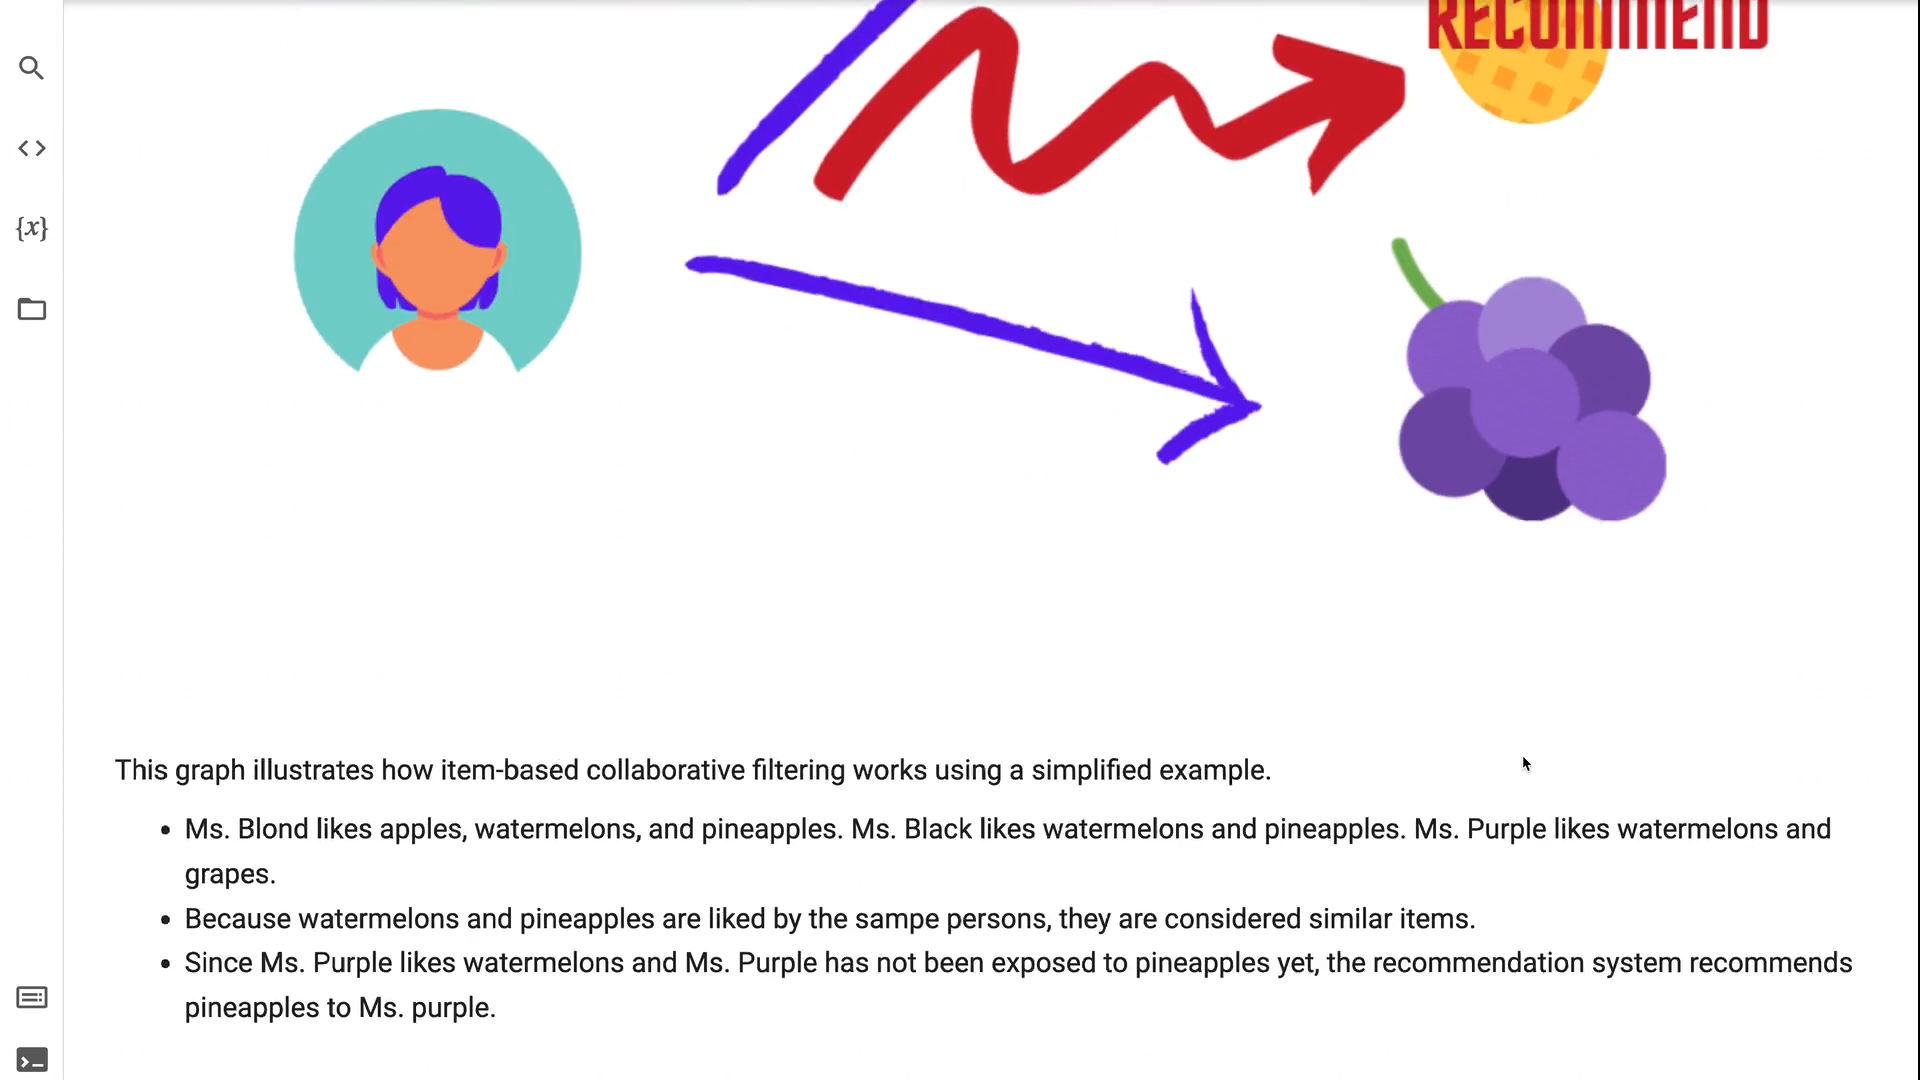 RECOMMEND
{x}
This graph illustrates how item-based collaborative filtering works using a simplified example.
• Ms. Blond likes apples, watermelons, and pineapples. Ms. Black likes watermelons and pineapples. Ms. Purple likes watermelons and
grapes.
• Because watermelons and pineapples are liked by the sampe persons, they are considered similar items.
• Since Ms. Purple likes watermelons and Ms. Purple has not been exposed to pineapples yet, the recommendation system recommends
pineapples to Ms. purple.